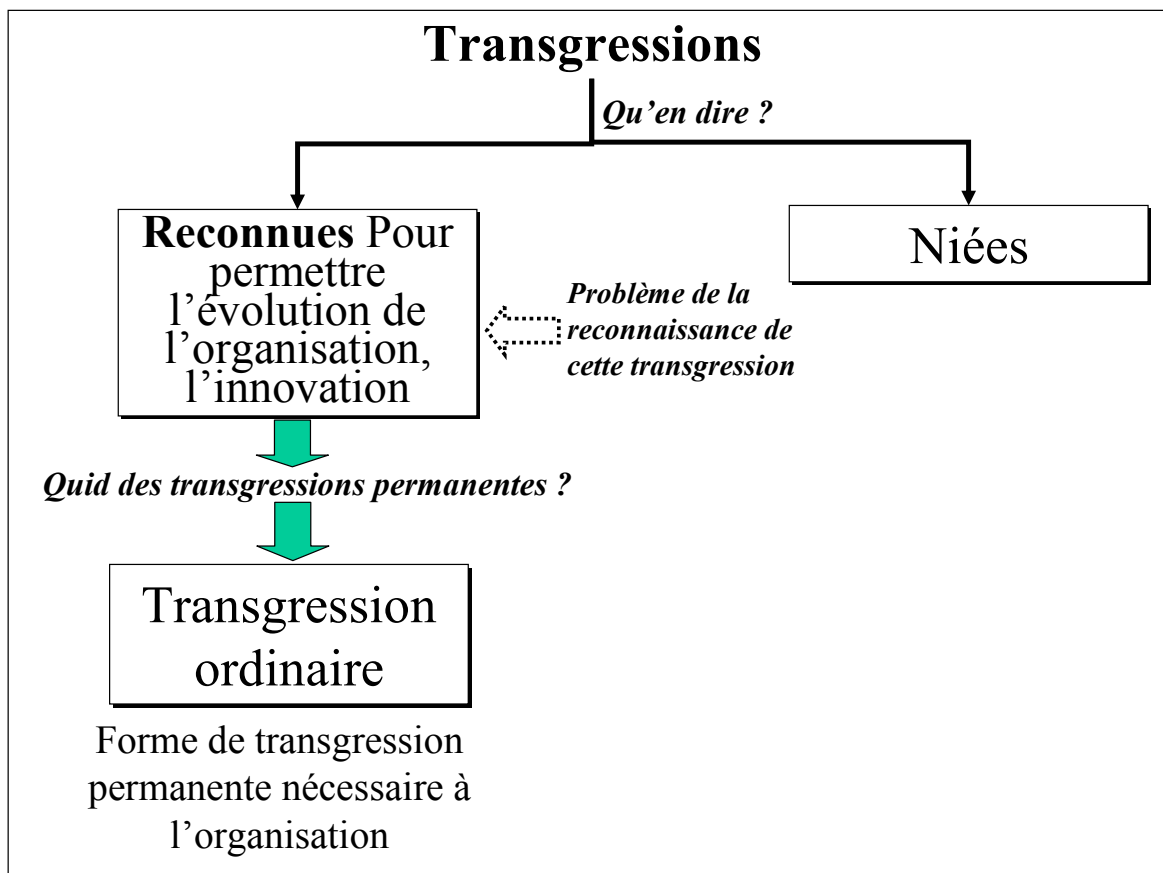 Transgressions
Qu’en dire ?
Reconnues Pour
permettre
l’évolution de
l’organisation,
l’innovation
Niées
Problème de la
reconnaissance de
cette transgression
Quid des transgressions permanentes ?
Transgression
ordinaire
Forme de transgression
permanente nécessaire à
l’organisation